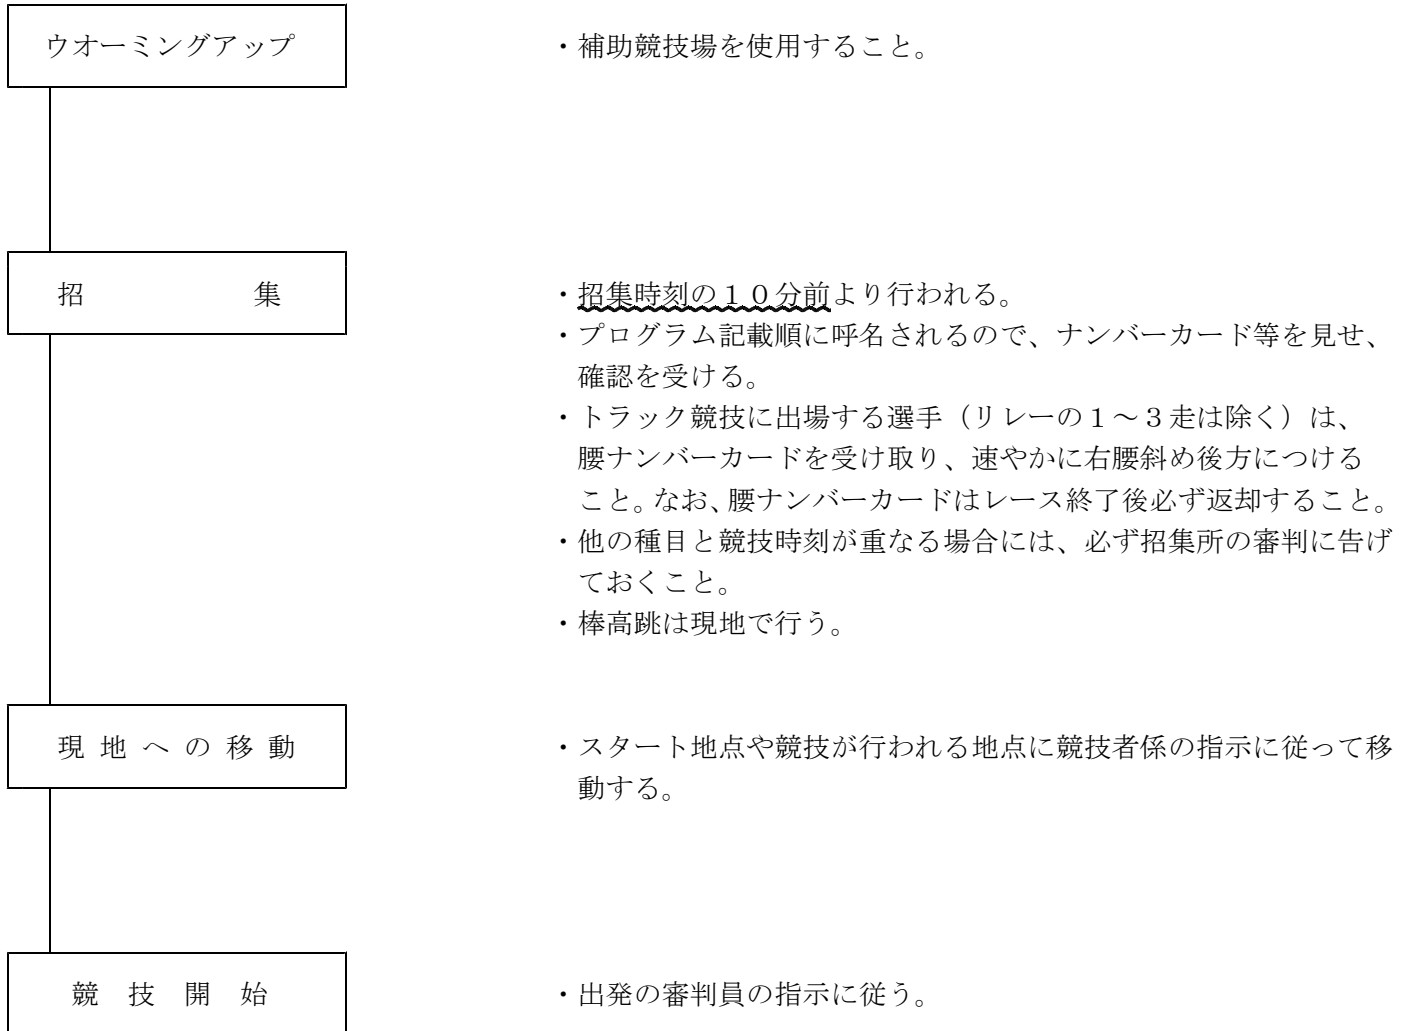 ウオーミングアップ
・補助競技場を使用すること。
招　　　　　　集
・招集時刻の１０分前より行われる。
・プログラム記載順に呼名されるので、ナンバーカード等を見せ、
確認を受ける。
・トラック競技に出場する選手（リレーの１～３走は除く）は、
腰ナンバーカードを受け取り、速やかに右腰斜め後方につける
こと。なお、腰ナンバーカードはレース終了後必ず返却すること。
・他の種目と競技時刻が重なる場合には、必ず招集所の審判に告げ
ておくこと。
・棒高跳は現地で行う。
現 地 へ の 移 動
・スタート地点や競技が行われる地点に競技者係の指示に従って移
動する。
競　技　開　始
・出発の審判員の指示に従う。